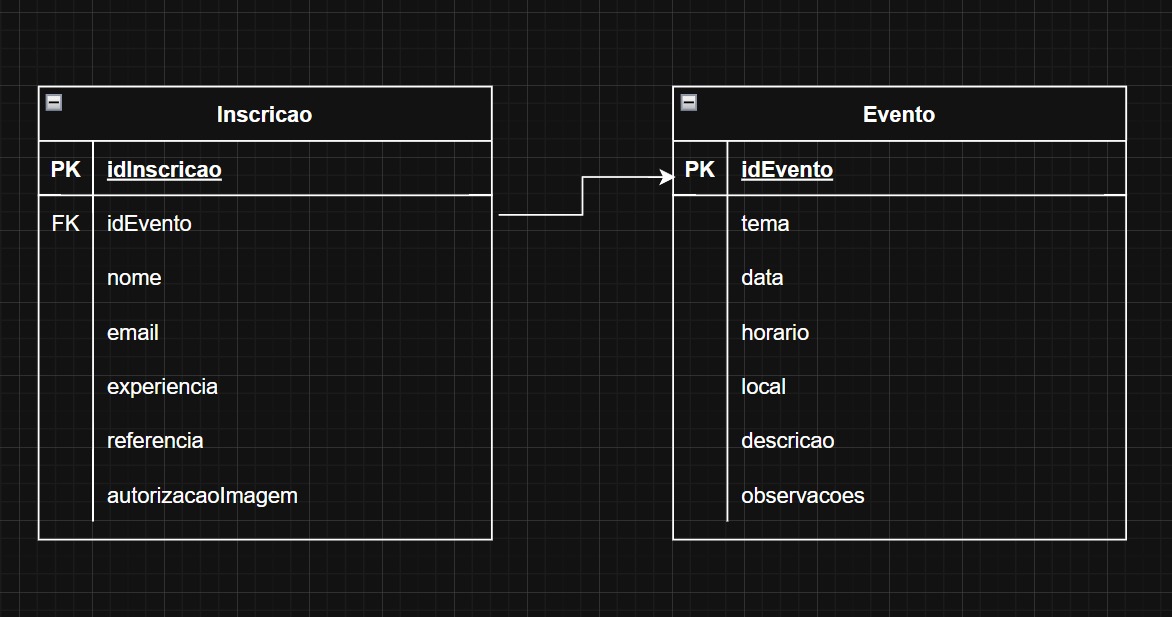 Inscricao
PK idInscricao
FK idEvento
nome
email
experiencia
referencia
autorizacaoImagem
Evento
PK idEvento
tema
data
horario
local
descricao
observacoes